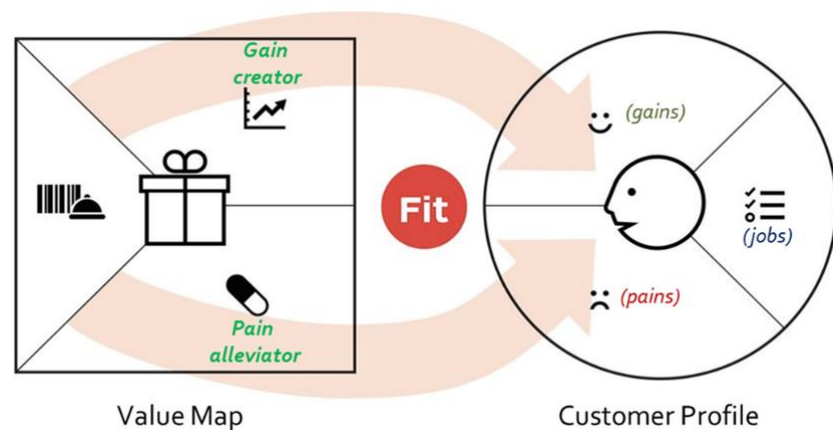 Gain
creator
(gains)
Fit
(jobs)
(pains)
Pain
alleviator
Value Map
Customer Profile